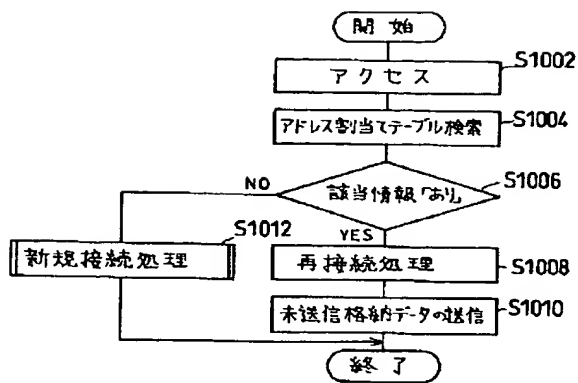 開始
アクセス
S1002
アドレス割当てテーブル検索
S1004
該当情報「あり」
S1006
NO
YES
新規接続処理
S1012
再接続処理
S1008
未送信格納データの送信
S1010
終了